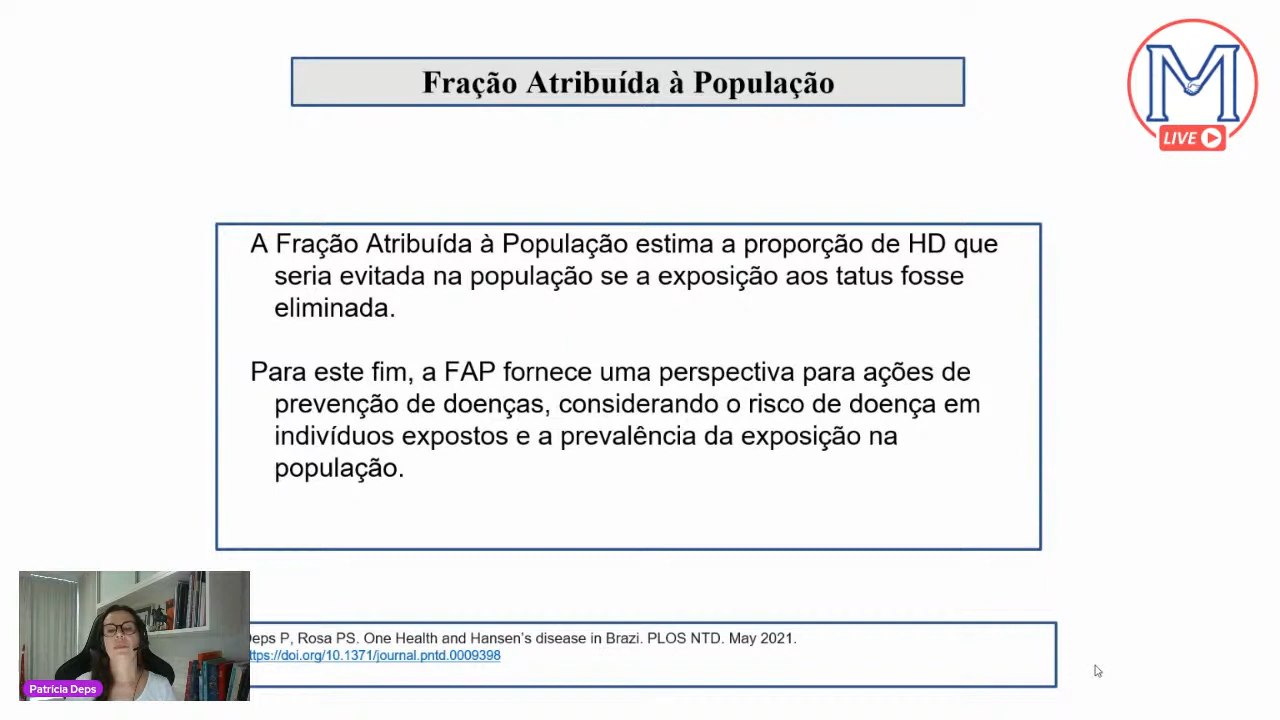 Fração Atribuída à População
M
LIVE
A Fração Atribuída à População estima a proporção de HD que
seria evitada na população se a exposição aos tatus fosse
eliminada.
Para este fim, a FAP fornece uma perspectiva para ações de
prevenção de doenças, considerando o risco de doença em
indivíduos expostos e a prevalência da exposição na
população.
Deps P, Rosa PS. One Health and Hansen's disease in Brazi. PLOS NTD. May 2021.
ttps://doi.org/10.1371/journal.pntd.0009398
Patrícia Deps